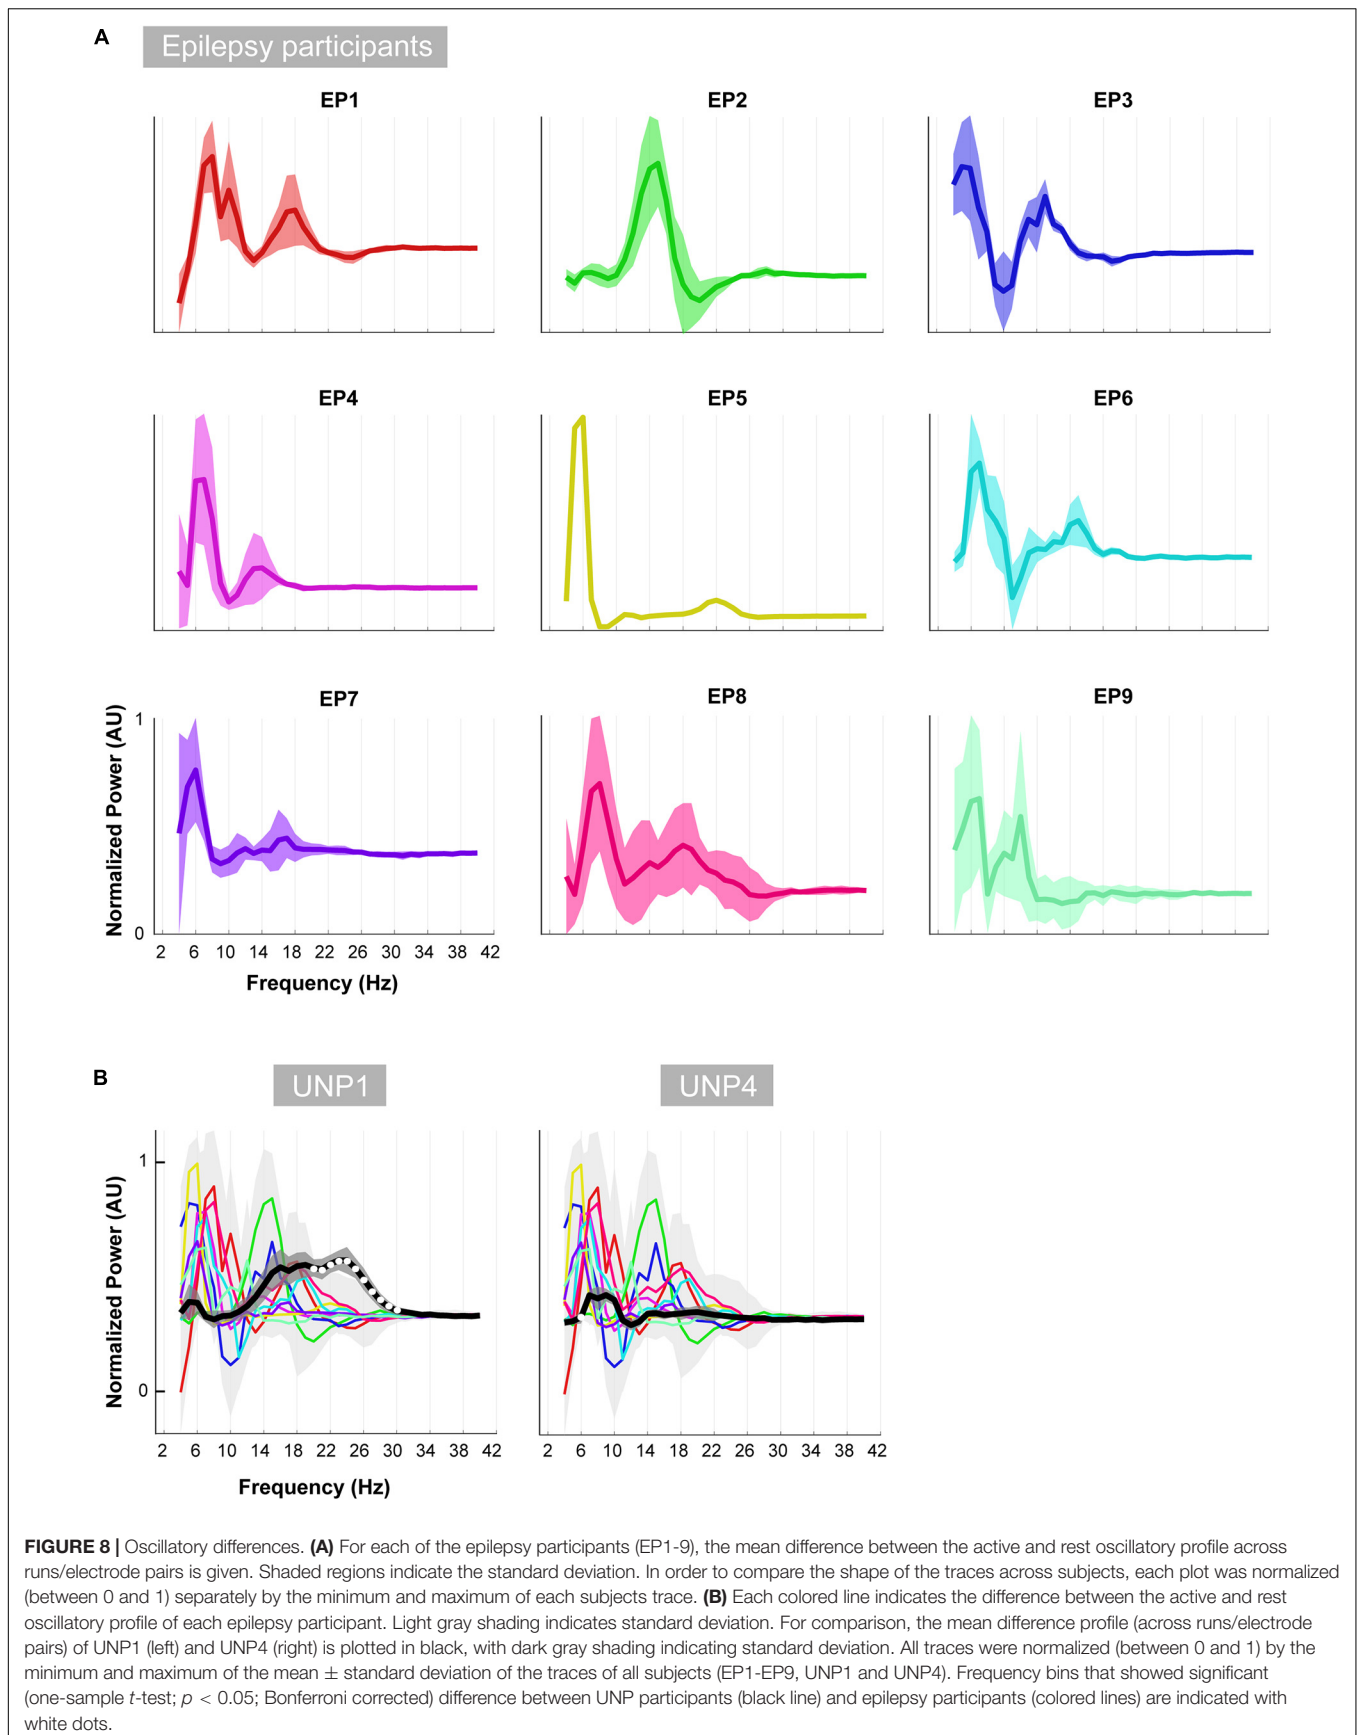 A
Epilepsy participants
EP1 EP2 EP3
EP4 EP5 EP6
EP7 EP8 EP9
Normalized Power (AU)
1
0
2 6 10 14 18 22 26 30 34 38 42
Frequency (Hz)
B
UNP1 UNP4
Normalized Power (AU)
1
0
2 6 10 14 18 22 26 30 34 38 42 2 6 10 14 18 22 26 30 34 38 42
Frequency (Hz)
FIGURE 8 | Oscillatory differences. (A) For each of the epilepsy participants (EP1-9), the mean difference between the active and rest oscillatory profile across
runs/electrode pairs is given. Shaded regions indicate the standard deviation. In order to compare the shape of the traces across subjects, each plot was normalized
(between 0 and 1) separately by the minimum and maximum of each subjects trace. (B) Each colored line indicates the difference between the active and rest
oscillatory profile of each epilepsy participant. Light gray shading indicates standard deviation. For comparison, the mean difference profile (across runs/electrode
pairs) of UNP1 (left) and UNP4 (right) is plotted in black, with dark gray shading indicating standard deviation. All traces were normalized (between 0 and 1) by the
minimum and maximum of the mean ± standard deviation of the traces of all subjects (EP1-EP9, UNP1 and UNP4). Frequency bins that showed significant
(one-sample t-test; p < 0.05; Bonferroni corrected) difference between UNP participants (black line) and epilepsy participants (colored lines) are indicated with
white dots.